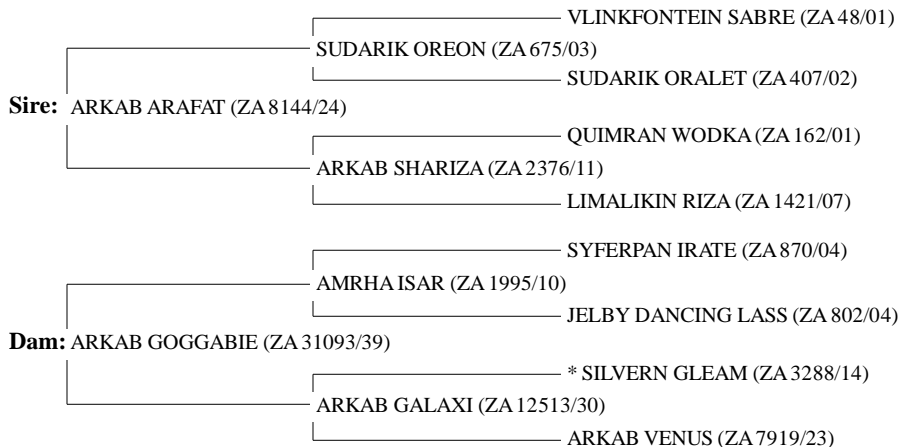 VLINKFONTEIN SABRE (ZA 48/01)
SUDARIK OREON (ZA 675/03)
SUDARIK ORALET (ZA 407/02)
Sire: ARKAB ARAFAT (ZA 8144/24)
QUIMRAN WODKA (ZA 162/01)
ARKAB SHARIZA (ZA 2376/11)
LIMALIKIN RIZA (ZA 1421/07)
SYFERPAN IRATE (ZA 870/04)
AMRHA ISAR (ZA 1995/10)
JELBY DANCING LASS (ZA 802/04)
Dam: ARKAB GOGGABIE (ZA 31093/39)
* SILVERN GLEAM (ZA 3288/14)
ARKAB GALAXI (ZA 12513/30)
ARKAB VENUS (ZA 7919/23)